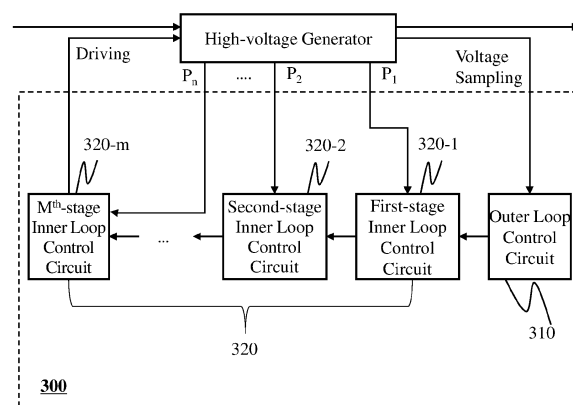 High-voltage Generator
Driving
Pn .... P2 P1
Voltage
Sampling
320-m
320-2
320-1
Mth-stage
Inner Loop
Control
Circuit
...
Second-stage
Inner Loop
Control
Circuit
First-stage
Inner Loop
Control
Circuit
Outer Loop
Control
Circuit
320
310
300